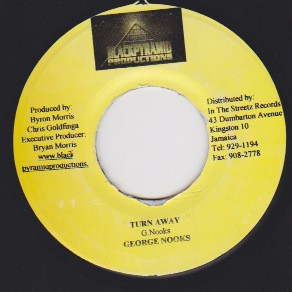 BLACKPYRAMID
PRODUCTIONS
Produced by:
Byron Morris
Chris Goldfinga
Executive Producer:
Bryan Morris
www.black
pyramidproductions.
Distributed by:
In The Streetz Records
43 Dumbarton Avenue
Kingston 10
Jamaica
Tel: 929-1194
Fax: 908-2778
TURN AWAY
G.Nooks
GEORGE NOOKS